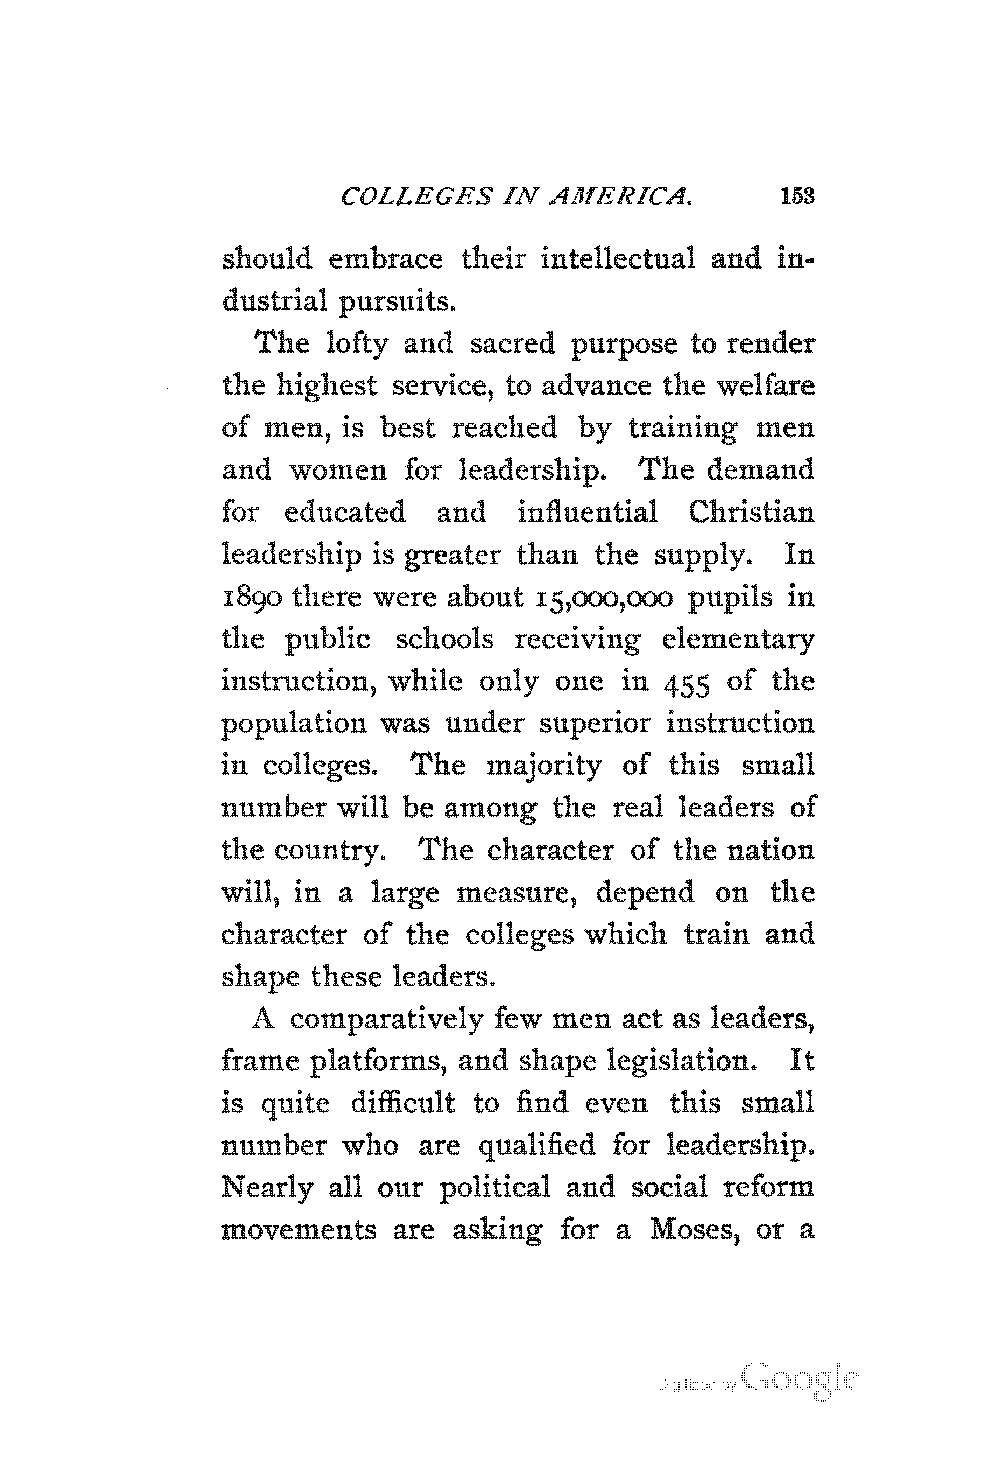 COLLEGES IN AMERICA. 153
should embrace their intellectual and in-
dustrial pursuits.
The lofty and sacred purpose to render
the highest service, to advance the welfare
of men, is best reached by training men
and women for leadership. The demand
for educated and influential Christian
leadership is greater than the supply. In
1890 there were about 15,000,000 pupils in
the public schools receiving elementary
instruction, while only one in 455 of the
population was under superior instruction
in colleges. The majority of this small
number will be among the real leaders of
the country. The character of the nation
will, in a large measure, depend on the
character of the colleges which train and
shape these leaders.
A comparatively few men act as leaders,
frame platforms, and shape legislation. It
is quite difficult to find even this small
number who are qualified for leadership.
Nearly all our political and social reform
movements are asking for a Moses, or a
Digitized by Google